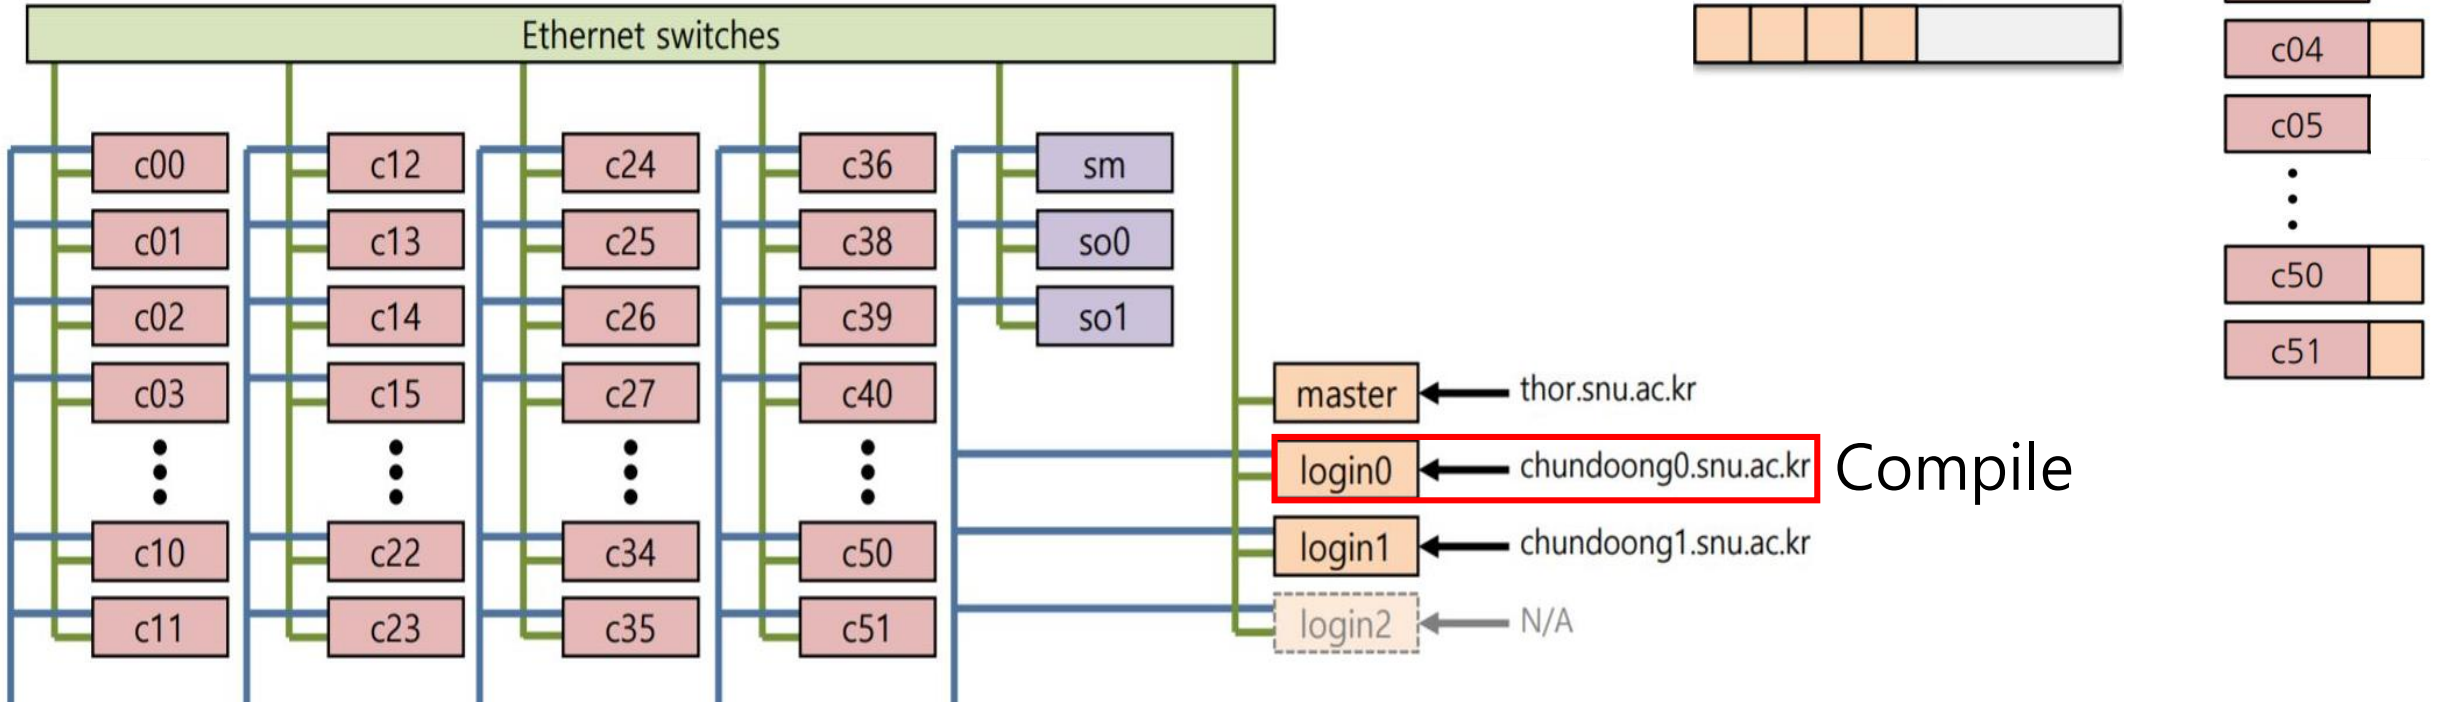 Ethernet switches
c00
c01
c02
c03
c10
c11
c12
c13
c14
c15
c22
c23
c24
c25
c26
c27
c34
c35
c36
c38
c39
c40
c50
c51
sm
so0
so1
master
thor.snu.ac.kr
login0
chundoong0.snu.ac.kr
Compile
login1
chundoong1.snu.ac.kr
login2
N/A
c04
c05
c50
c51